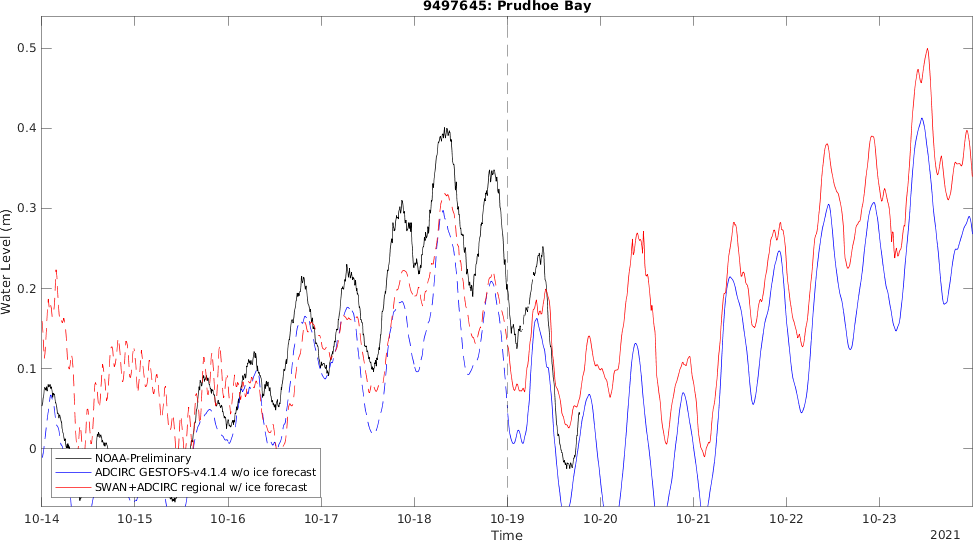 9497645: Prudhoe Bay
0.5
0.4
0.3
0.2
0.1
0
Water Level (m)
NOAA-Preliminary
ADCIRC GESTOFS-v4.1.4 w/o ice forecast
SWAN+ADCIRC regional w/ ice forecast
10-14 10-15 10-16 10-17 10-18 10-19 10-20 10-21 10-22 10-23
Time
2021